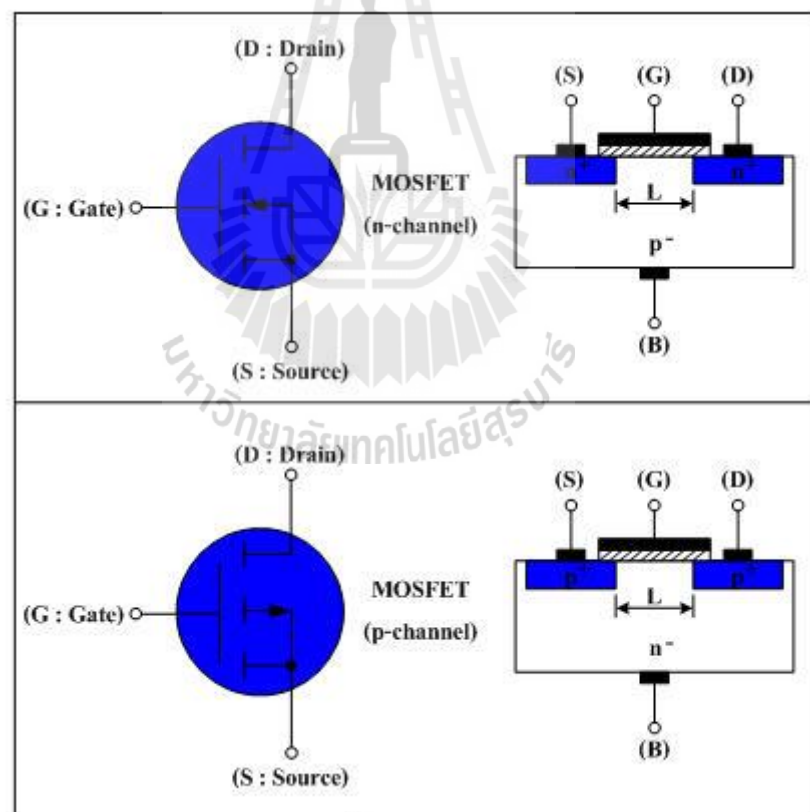 (D : Drain)
(G : Gate)
(S : Source)
MOSFET
(n-channel)
(S) (G) (D)
n+ n+
L
p-
(B)
มหาวิทยาลัยเทคโนโลยีสุรนารี
(D : Drain)
(G : Gate)
(S : Source)
MOSFET
(p-channel)
(S) (G) (D)
p+ p+
L
n-
(B)